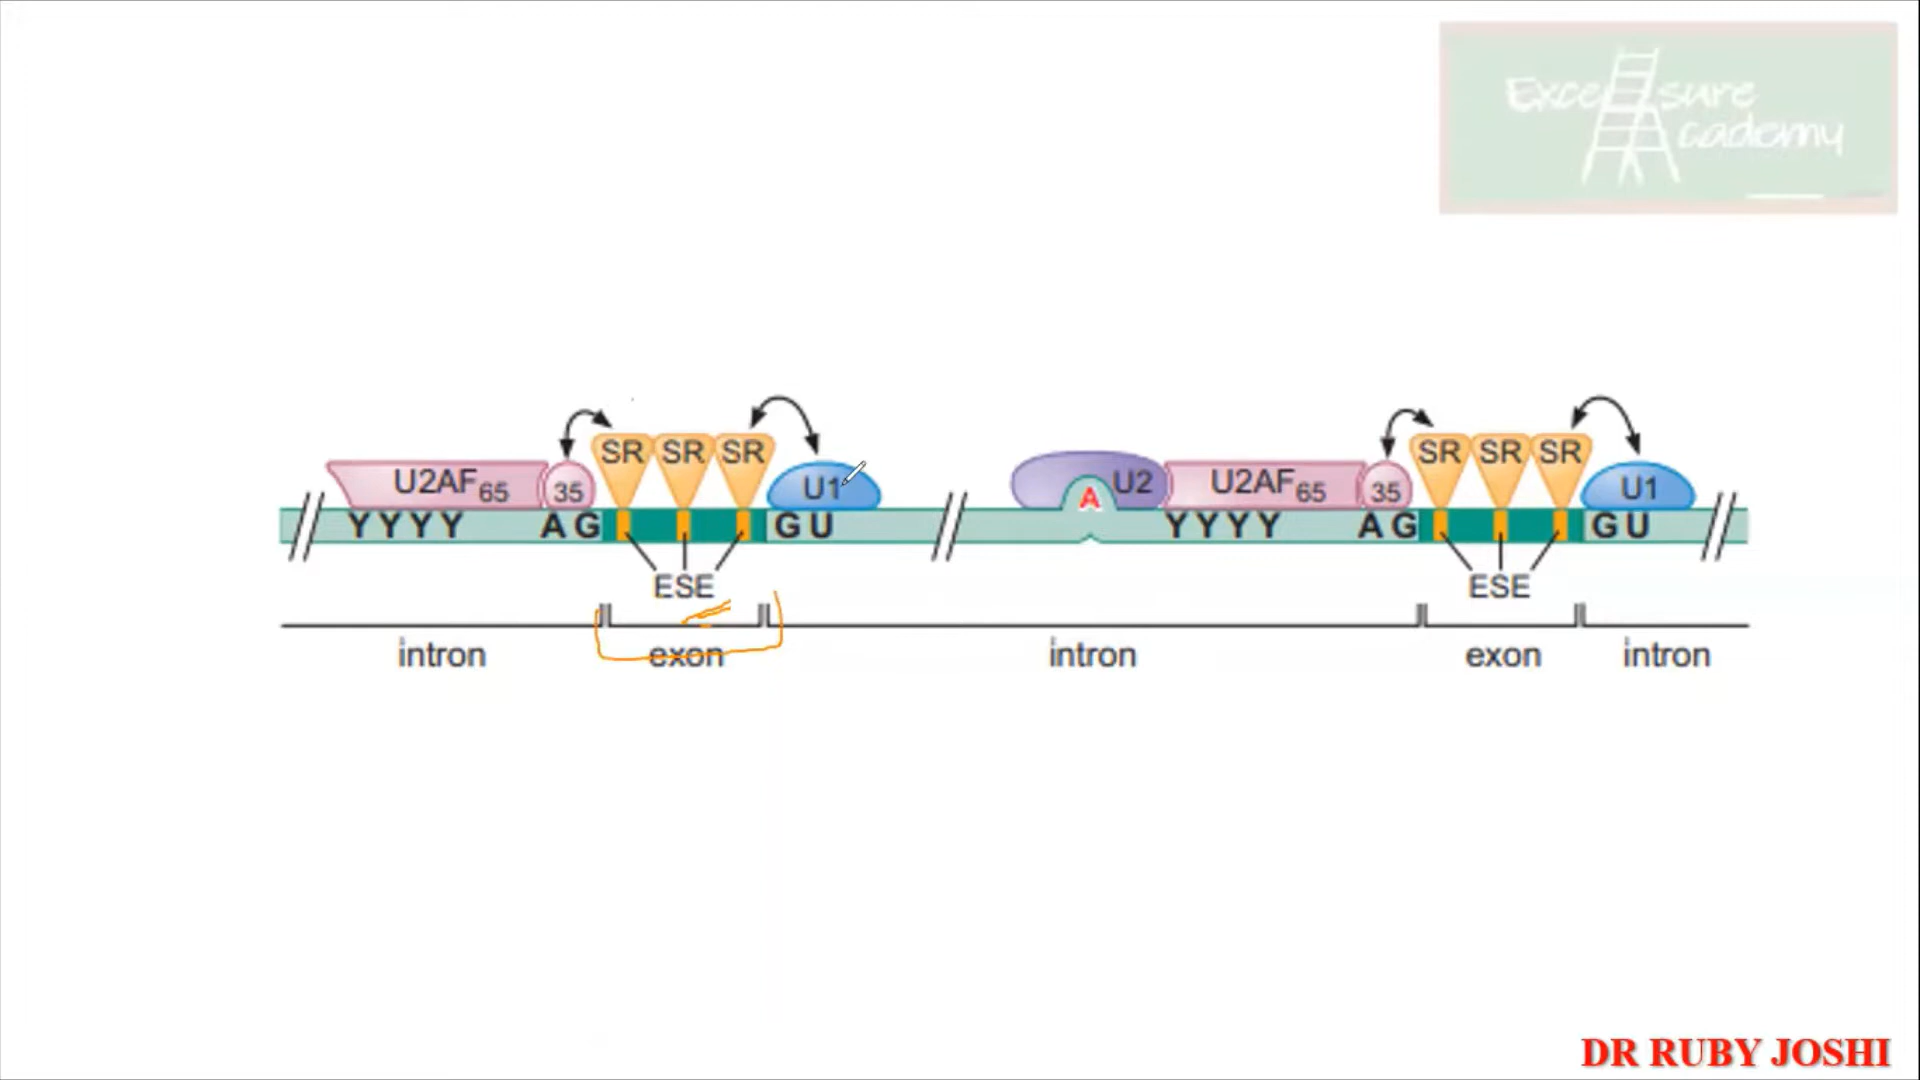 Excel sure
Academy
SR SR SR SR SR SR
U2AF65 35 U1 A U2 U2AF65 35 U1
YYYY AG GU YYYY AG GU
ESE ESE
intron exon intron exon intron
DR RUBY JOSHI